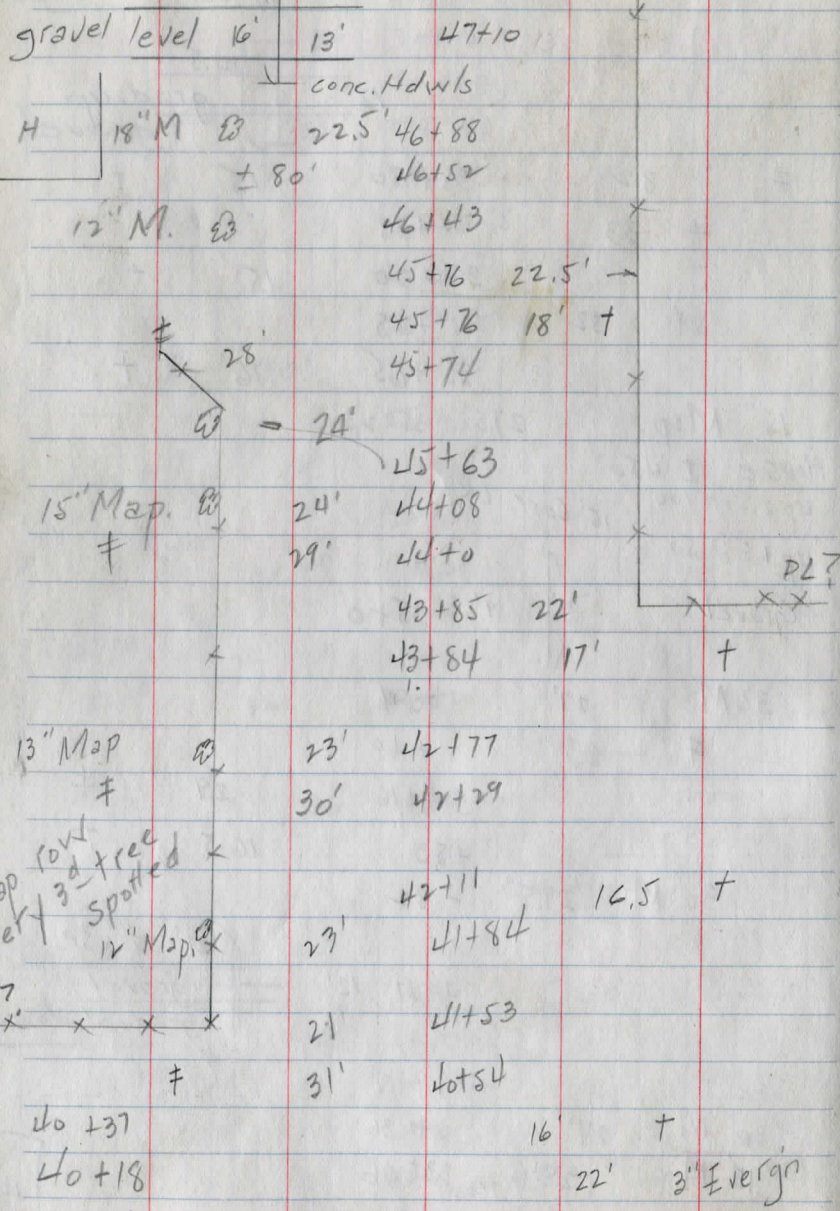 gravel level 16' 13' 47+10
conc. Hdwls
H 18" M 22.5' 46+88
± 80' 46+52
12" M. 46+43
45+76 22.5'
45+76 18'
28' 45+74
24'
45+63
15" Map. 24' 44+08
29' 44+0
PL?
43+85 22'
43+84 17'
13" Map 23' 42+77
30' 42+29
row
3d tree
spotted
42+11 16.5
12" Map. 23' 41+84
?
21 41+53
31' 40+54
40+37 16'
40+18 22' 3" Everg'n